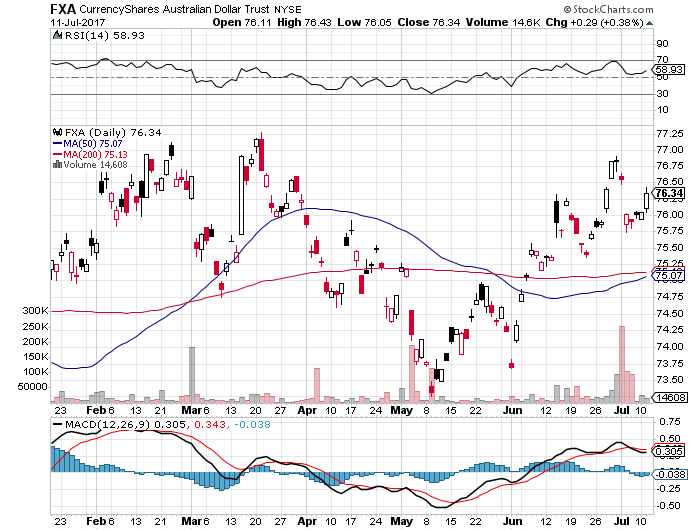 FXA CurrencyShares Australian Dollar Trust NYSE © StockCharts.com
11-Jul-2017 Open 76.11 High 76.43 Low 76.05 Close 76.34 Volume 14.6K Chg +0.29 (+0.38%)
RSI(14) 58.93
90
70
58.93
50
30
10
FXA (Daily) 76.34
MA(50) 75.07
MA(200) 75.13
Volume 14,608
77.25
77.00
76.75
76.50
76.34
76.25
76.00
75.75
75.50
75.25
75.07
74.75
74.50
74.25
74.00
73.75
73.50
300K
250K
200K
150K
100K
50000
14608
23 Feb 6 13 21 27 Mar 6 13 20 27 Apr 10 17 24 May 8 15 22 Jun 12 19 26 Jul 10
MACD(12,26,9) 0.305, 0.343, -0.038
0.75
0.50
0.305
0.00
-0.038
-0.25
-0.50
-0.75
23 Feb 6 13 21 27 Mar 6 13 20 27 Apr 10 17 24 May 8 15 22 Jun 12 19 26 Jul 10